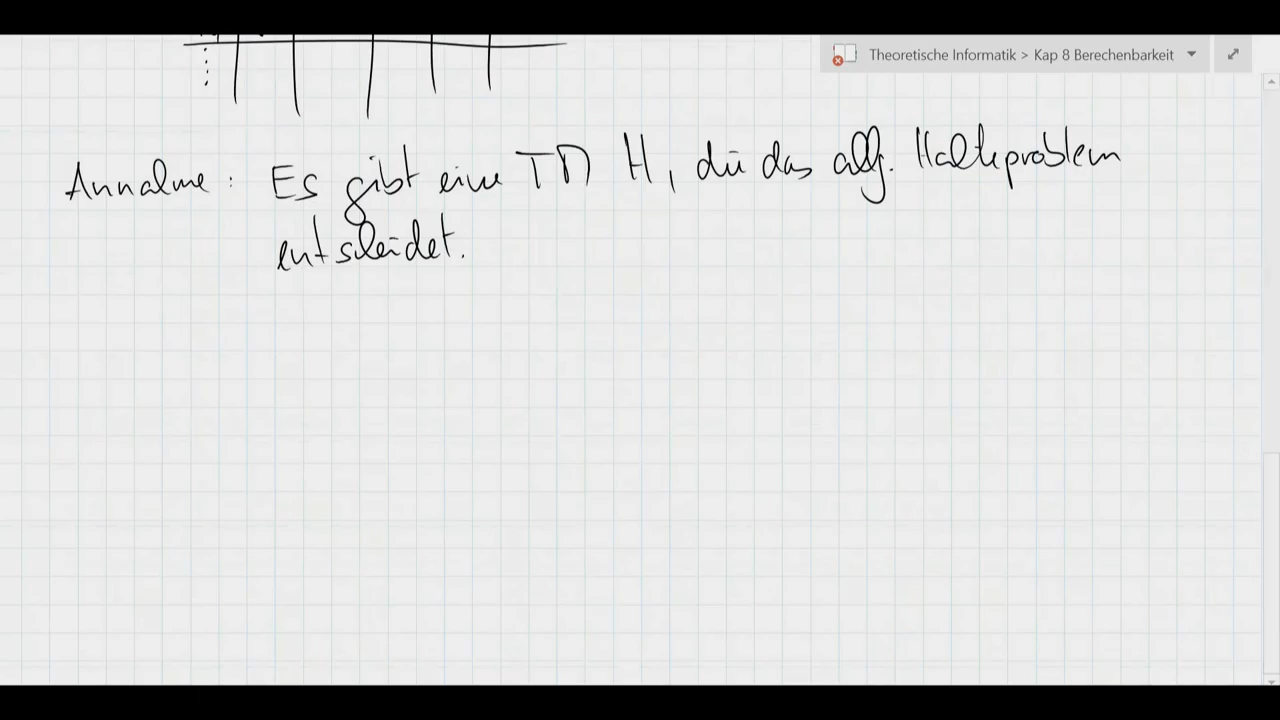 Theoretische Informatik > Kap 8 Berechenbarkeit
Annahme: Es gibt eine TM H, die das allg. Halteproblem
entscheidet.